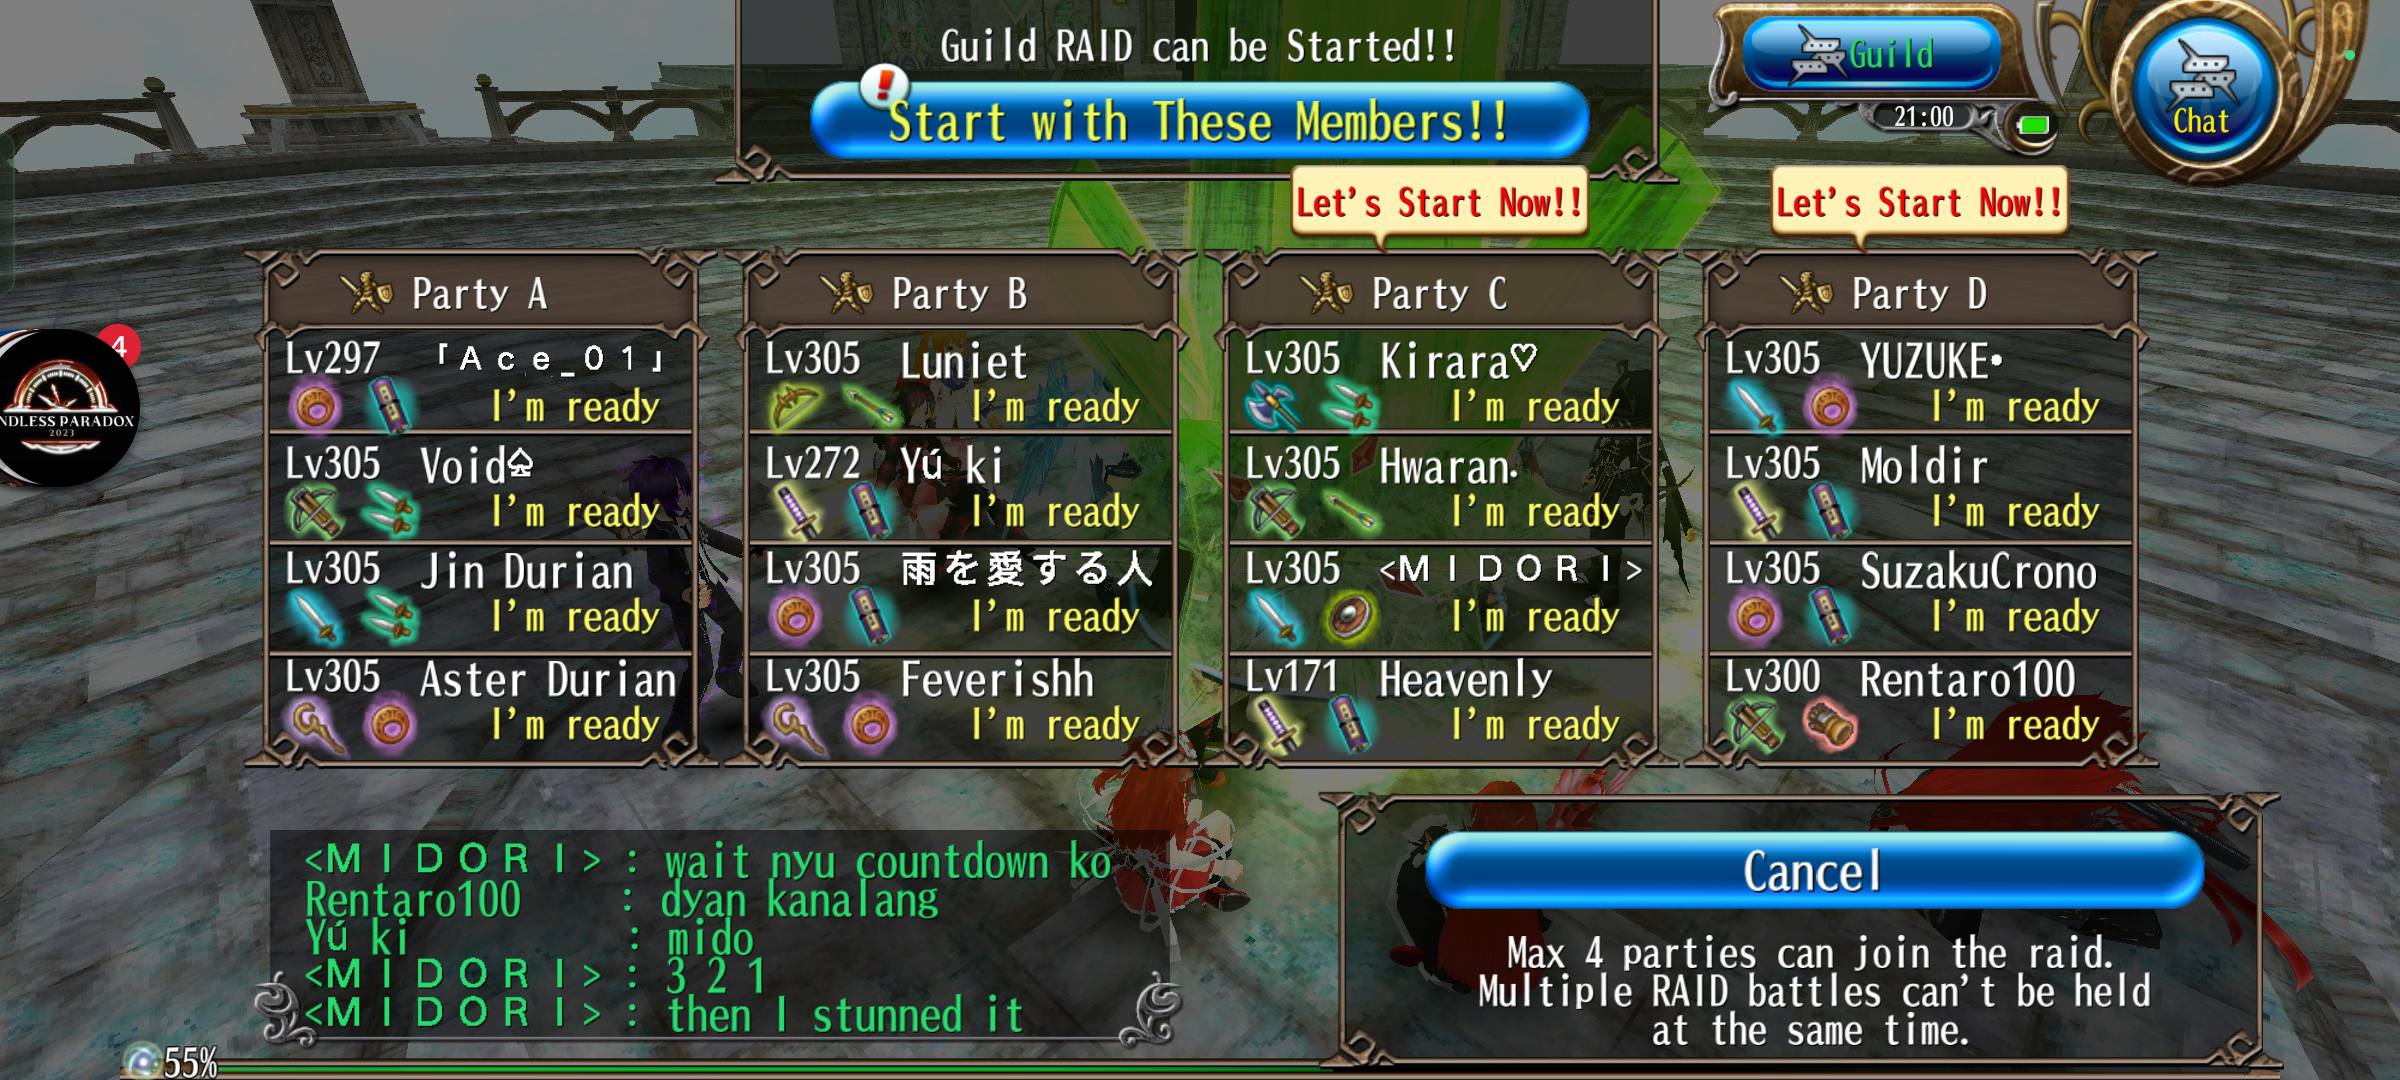 Guild RAID can be Started!!
Start with These Members!!
Guild
21:00
Chat
Let's Start Now!!
Let's Start Now!!
Party A
Lv297 「Ace_01」
I'm ready
Lv305 Void♤
I'm ready
Lv305 Jin Durian
I'm ready
Lv305 Aster Durian
I'm ready
Party B
Lv305 Luniet
I'm ready
Lv272 Yú ki
I'm ready
Lv305 雨を愛する人
I'm ready
Lv305 Feverishh
I'm ready
Party C
Lv305 Kirara♡
I'm ready
Lv305 Hwaran.
I'm ready
Lv305 <MIDORI>
I'm ready
Lv171 Heavenly
I'm ready
Party D
Lv305 YUZUKE•
I'm ready
Lv305 Moldir
I'm ready
Lv305 SuzakuCrono
I'm ready
Lv300 Rentaro100
I'm ready
4
NDLESS PARADOX
2023
<MIDORI> : wait nyu countdown ko
Rentaro100 : dyan kanalang
Yú ki : mido
<MIDORI> : 3 2 1
<MIDORI> : then I stunned it
Cancel
Max 4 parties can join the raid.
Multiple RAID battles can't be held
at the same time.
55%